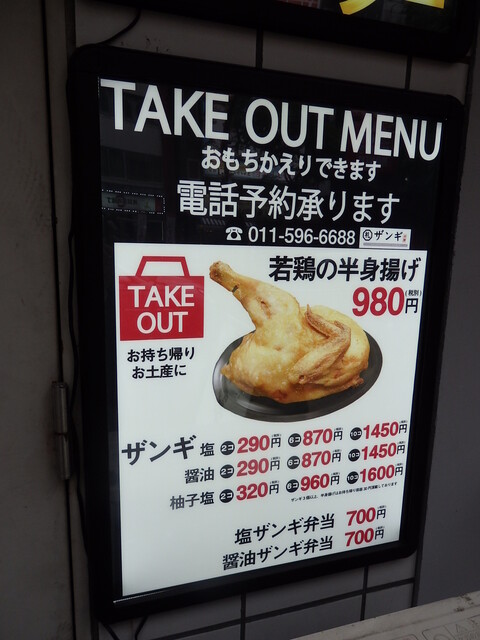 TAKE OUT MENU
おもちかえりできます
電話予約承ります
☎ 011-596-6688 ザンギ
若鶏の半身揚げ
980円(税別)
TAKE OUT
お持ち帰り
お土産に
ザンギ 塩 2コ 290円 6コ 870円 10コ 1450円
醤油 2コ 290円 6コ 870円 10コ 1450円
柚子塩 2コ 320円 6コ 960円 10コ 1600円
塩ザンギ弁当 700円
醤油ザンギ弁当 700円